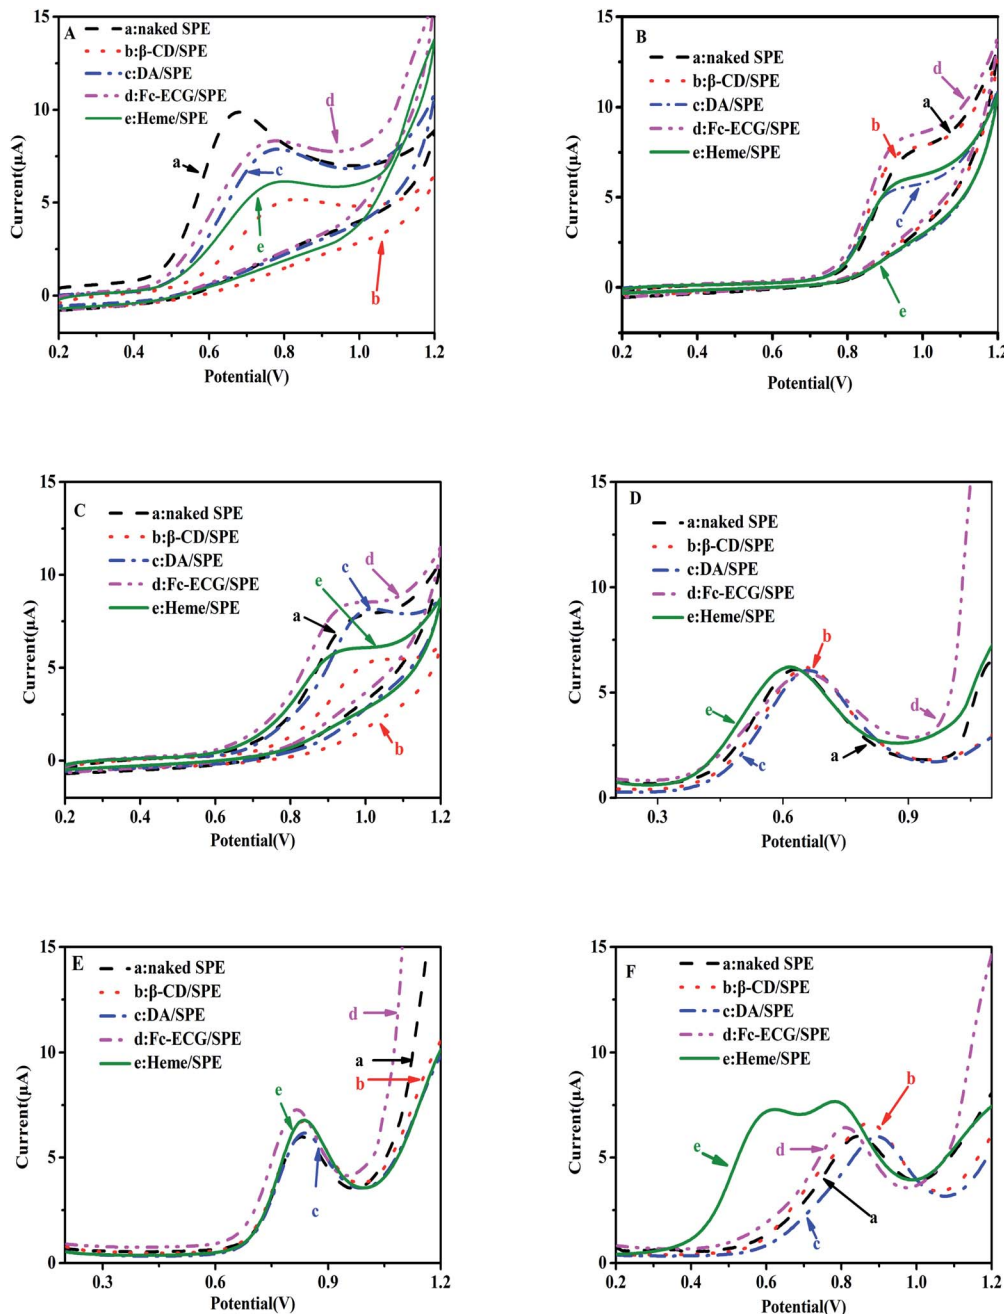 A
a:naked SPE
b:β-CD/SPE
c:DA/SPE
d:Fc-ECG/SPE
e:Heme/SPE
a
c
d
e
b
15
10
5
0
0.2 0.4 0.6 0.8 1.0 1.2
Current(μA)
Potential(V)
B
a:naked SPE
b:β-CD/SPE
c:DA/SPE
d:Fc-ECG/SPE
e:Heme/SPE
d
a
b
c
e
15
10
5
0
0.2 0.4 0.6 0.8 1.0 1.2
Current(μA)
Potential(V)
C
a:naked SPE
b:β-CD/SPE
c:DA/SPE
d:Fc-ECG/SPE
e:Heme/SPE
d
c
e
a
b
15
10
5
0
0.2 0.4 0.6 0.8 1.0 1.2
Current(μA)
Potential(V)
D
a:naked SPE
b:β-CD/SPE
c:DA/SPE
d:Fc-ECG/SPE
e:Heme/SPE
b
e
d
c
a
15
10
5
0
0.3 0.6 0.9
Current(μA)
Potential(V)
E
a:naked SPE
b:β-CD/SPE
c:DA/SPE
d:Fc-ECG/SPE
e:Heme/SPE
d
a
b
e
c
15
10
5
0
0.3 0.6 0.9 1.2
Current(μA)
Potential(V)
F
a:naked SPE
b:β-CD/SPE
c:DA/SPE
d:Fc-ECG/SPE
e:Heme/SPE
b
e
d
a
c
15
10
5
0
0.2 0.4 0.6 0.8 1.0 1.2
Current(μA)
Potential(V)